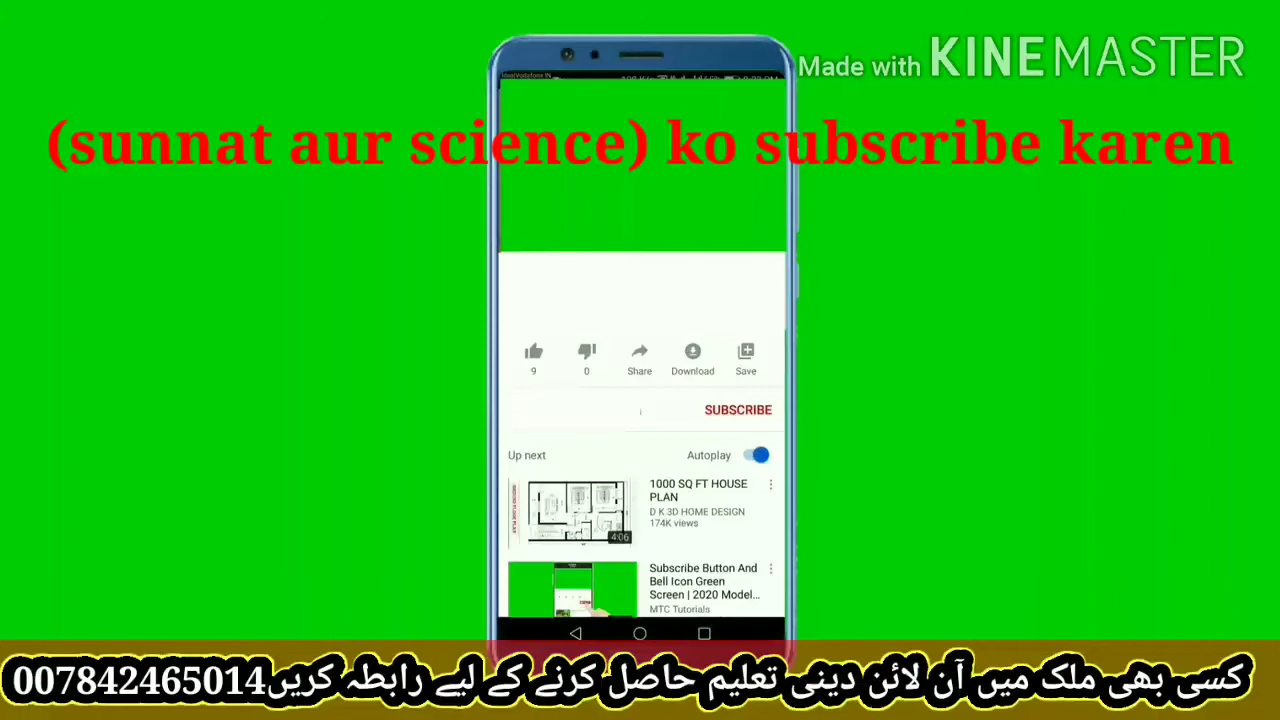 Made with KINEMASTER
(sunnat aur science) ko subscribe karen
9
0
Share
Download
Save
SUBSCRIBE
Up next
Autoplay
1000 SQ FT HOUSE
PLAN
D K 3D HOME DESIGN
174K views
4:06
Subscribe Button And
Bell Icon Green
Screen | 2020 Model...
MTC Tutorials
کسی بھی ملک میں آن لائن دینی تعلیم حاصل کرنے کے لیے رابطہ کریں007842465014